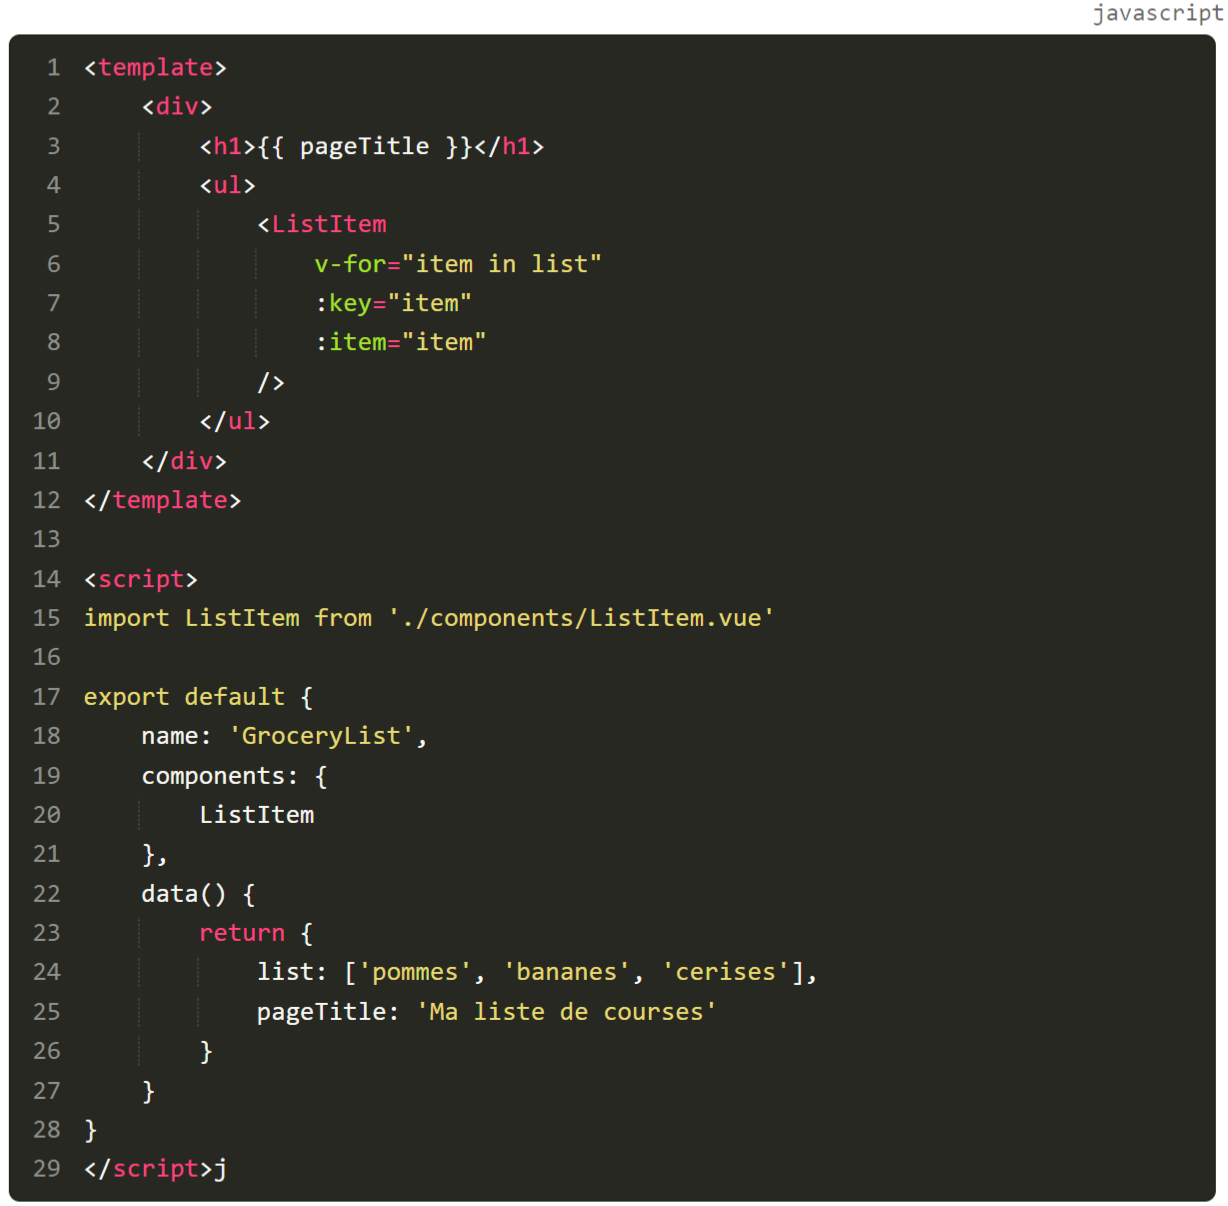 javascript
1 <template>
2     <div>
3         <h1>{{ pageTitle }}</h1>
4         <ul>
5             <ListItem
6                 v-for="item in list"
7                 :key="item"
8                 :item="item"
9             />
10         </ul>
11     </div>
12 </template>
13
14 <script>
15 import ListItem from './components/ListItem.vue'
16
17 export default {
18     name: 'GroceryList',
19     components: {
20         ListItem
21     },
22     data() {
23         return {
24             list: ['pommes', 'bananes', 'cerises'],
25             pageTitle: 'Ma liste de courses'
26         }
27     }
28 }
29 </script>j